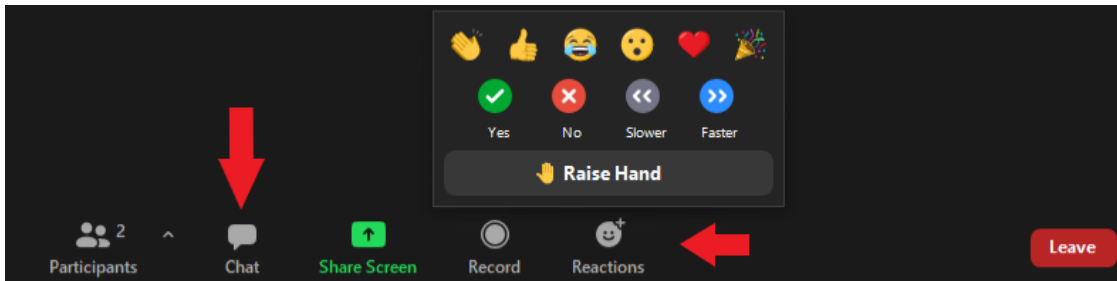 Yes No Slower Faster
Raise Hand
2
Participants Chat Share Screen Record Reactions Leave